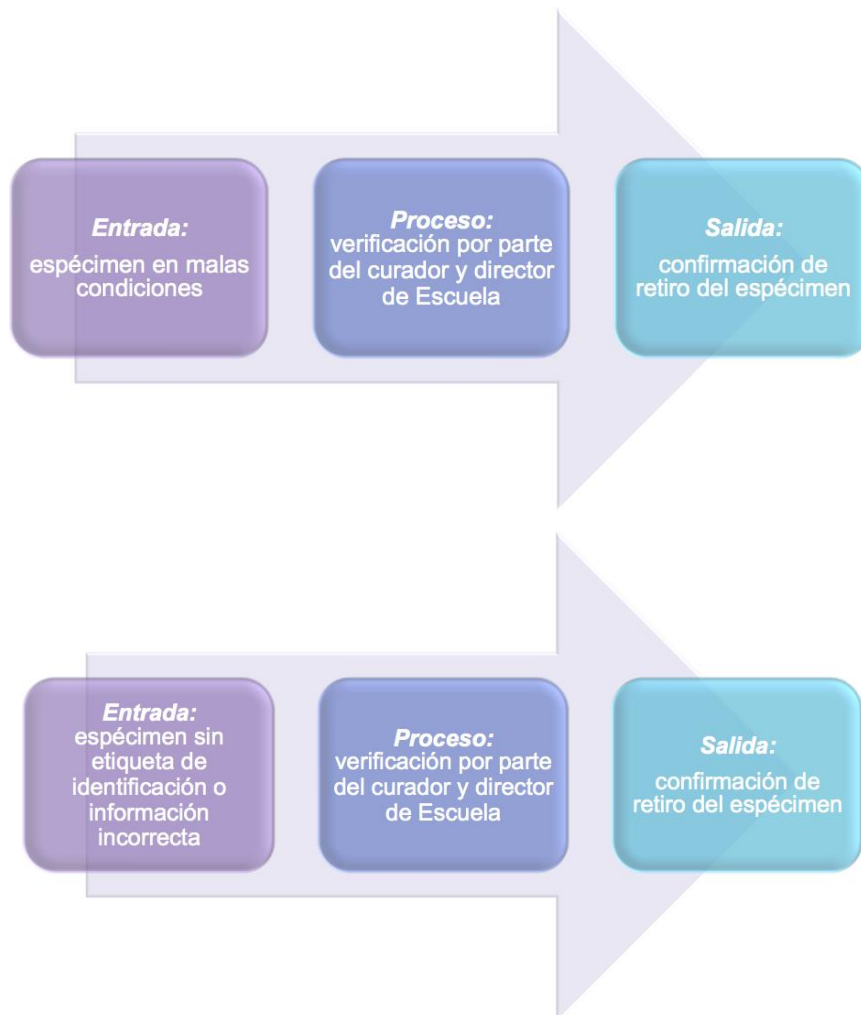 Entrada:
espécimen en malas
condiciones
Proceso:
verificación por parte
del curador y director
de Escuela
Salida:
confirmación de
retiro del espécimen
Entrada:
espécimen sin
etiqueta de
identificación o
información
incorrecta
Proceso:
verificación por parte
del curador y director
de Escuela
Salida:
confirmación de
retiro del espécimen